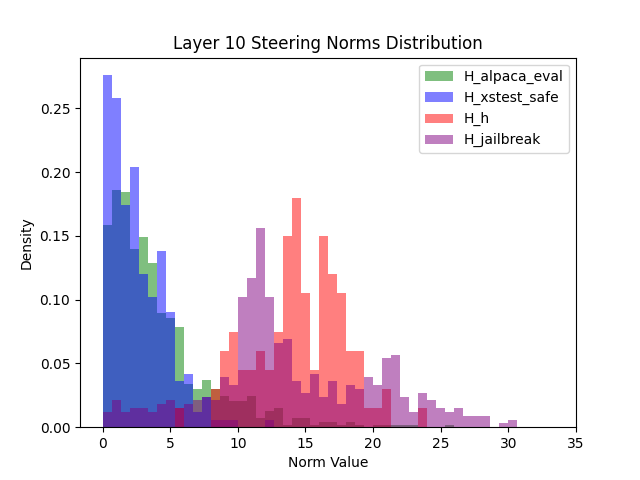 Layer 10 Steering Norms Distribution
H_alpaca_eval
H_xstest_safe
H_h
H_jailbreak
Density
0.25
0.20
0.15
0.10
0.05
0.00
0 5 10 15 20 25 30 35
Norm Value